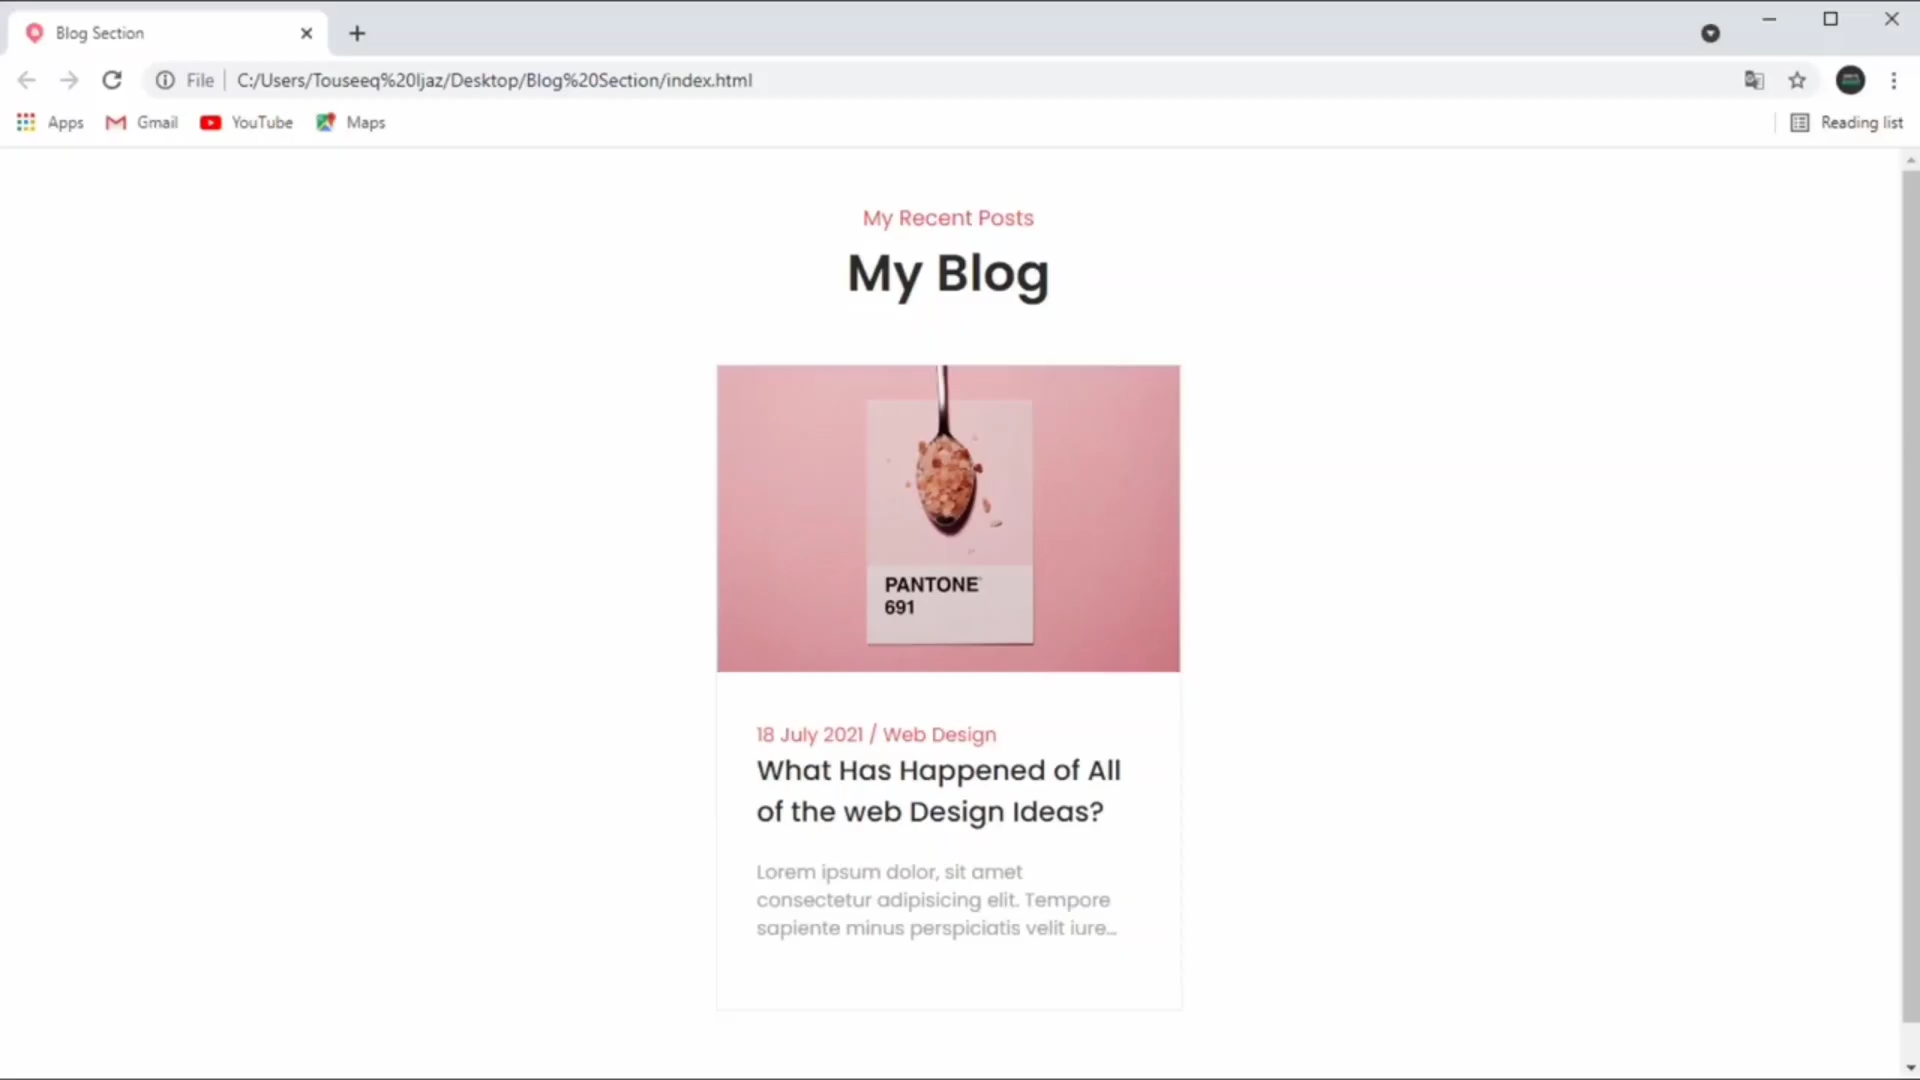 Blog Section
File
C:/Users/Touseeq%20Ijaz/Desktop/Blog%20Section/index.html
Apps
Gmail
YouTube
Maps
Reading list
My Recent Posts
My Blog
PANTONE
691
18 July 2021 / Web Design
What Has Happened of All
of the web Design Ideas?
Lorem ipsum dolor, sit amet
consectetur adipisicing elit. Tempore
sapiente minus perspiciatis velit iure...